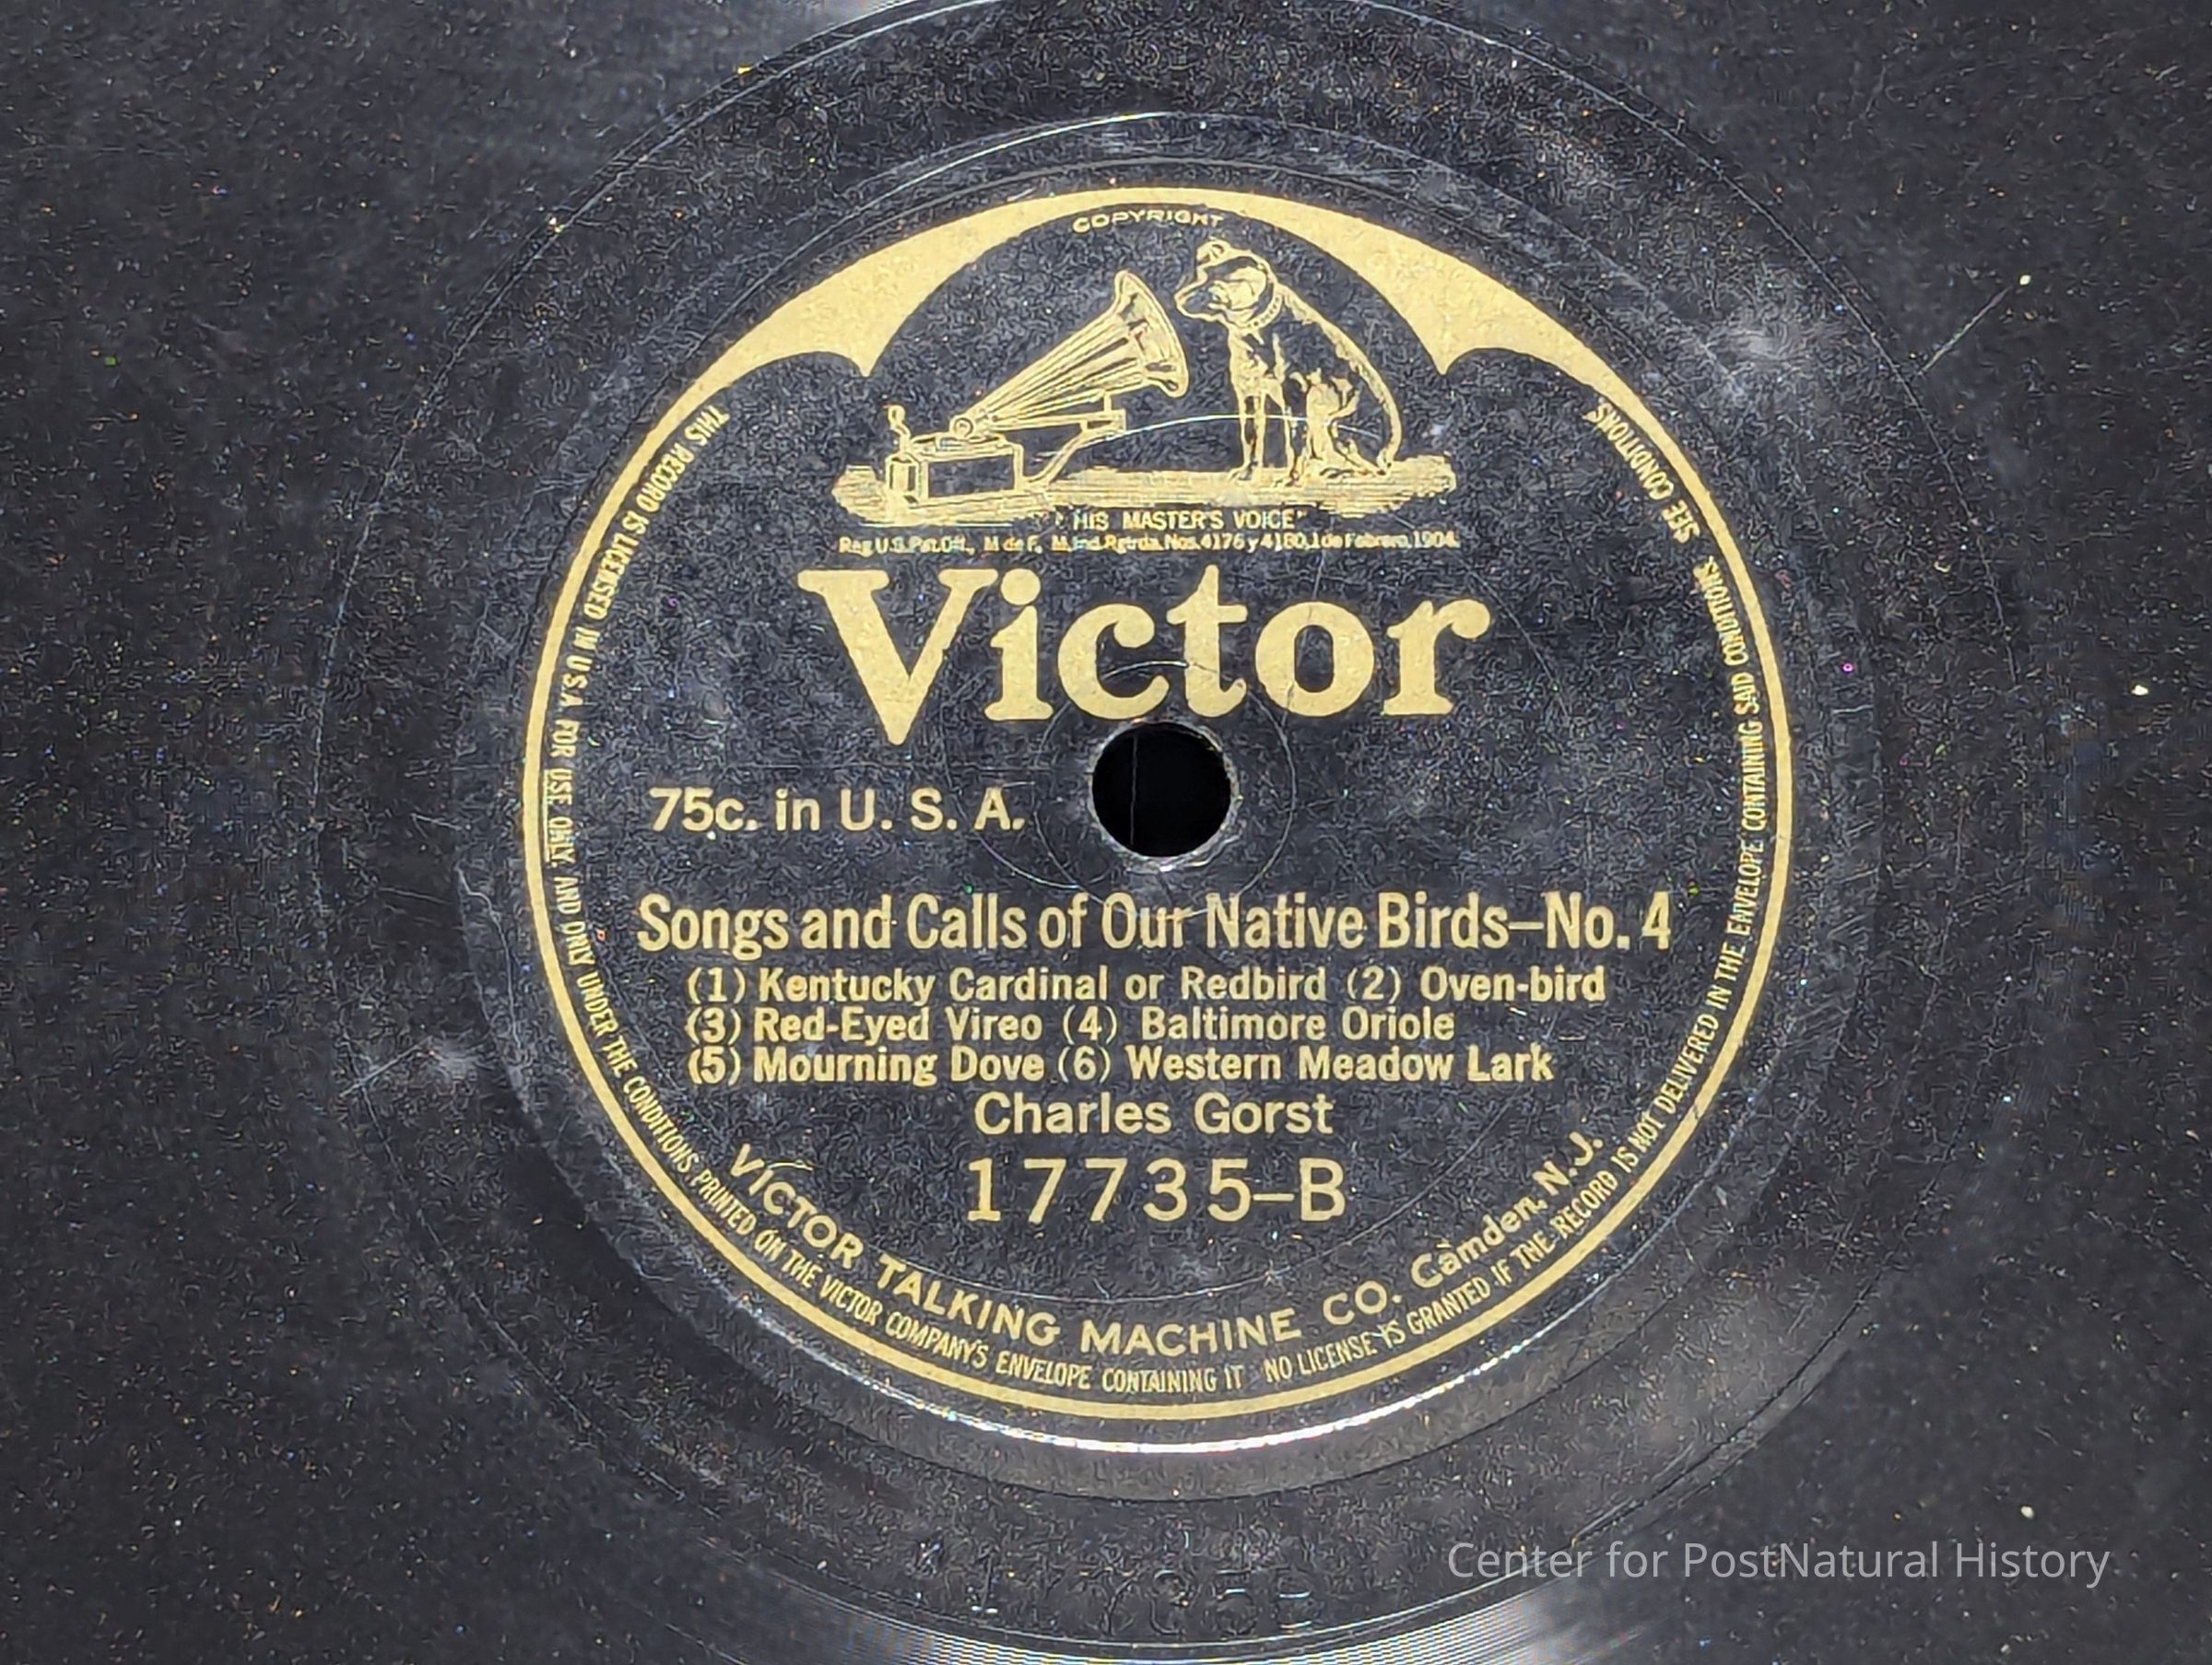 COPYRIGHT
"HIS MASTER'S VOICE"
Reg.U.S.Pat.Off., M de F, M.Ind.Rgtrda.Nos.4176 y 4180,1 de Febrero,1904.
Victor
75c. in U. S. A.
Songs and Calls of Our Native Birds—No. 4
(1) Kentucky Cardinal or Redbird (2) Oven-bird
(3) Red-Eyed Vireo (4) Baltimore Oriole
(5) Mourning Dove (6) Western Meadow Lark
Charles Gorst
17735-B
VICTOR TALKING MACHINE CO. Camden, N.J.
THIS RECORD IS LICENSED IN U.S.A. FOR USE ONLY, AND ONLY UNDER THE CONDITIONS PRINTED ON THE VICTOR COMPANY'S ENVELOPE CONTAINING IT NO LICENSE IS GRANTED IF THE RECORD IS NOT DELIVERED IN THE ENVELOPE CONTAINING SAID CONDITIONS. SEE CONDITIONS
Center for PostNatural History